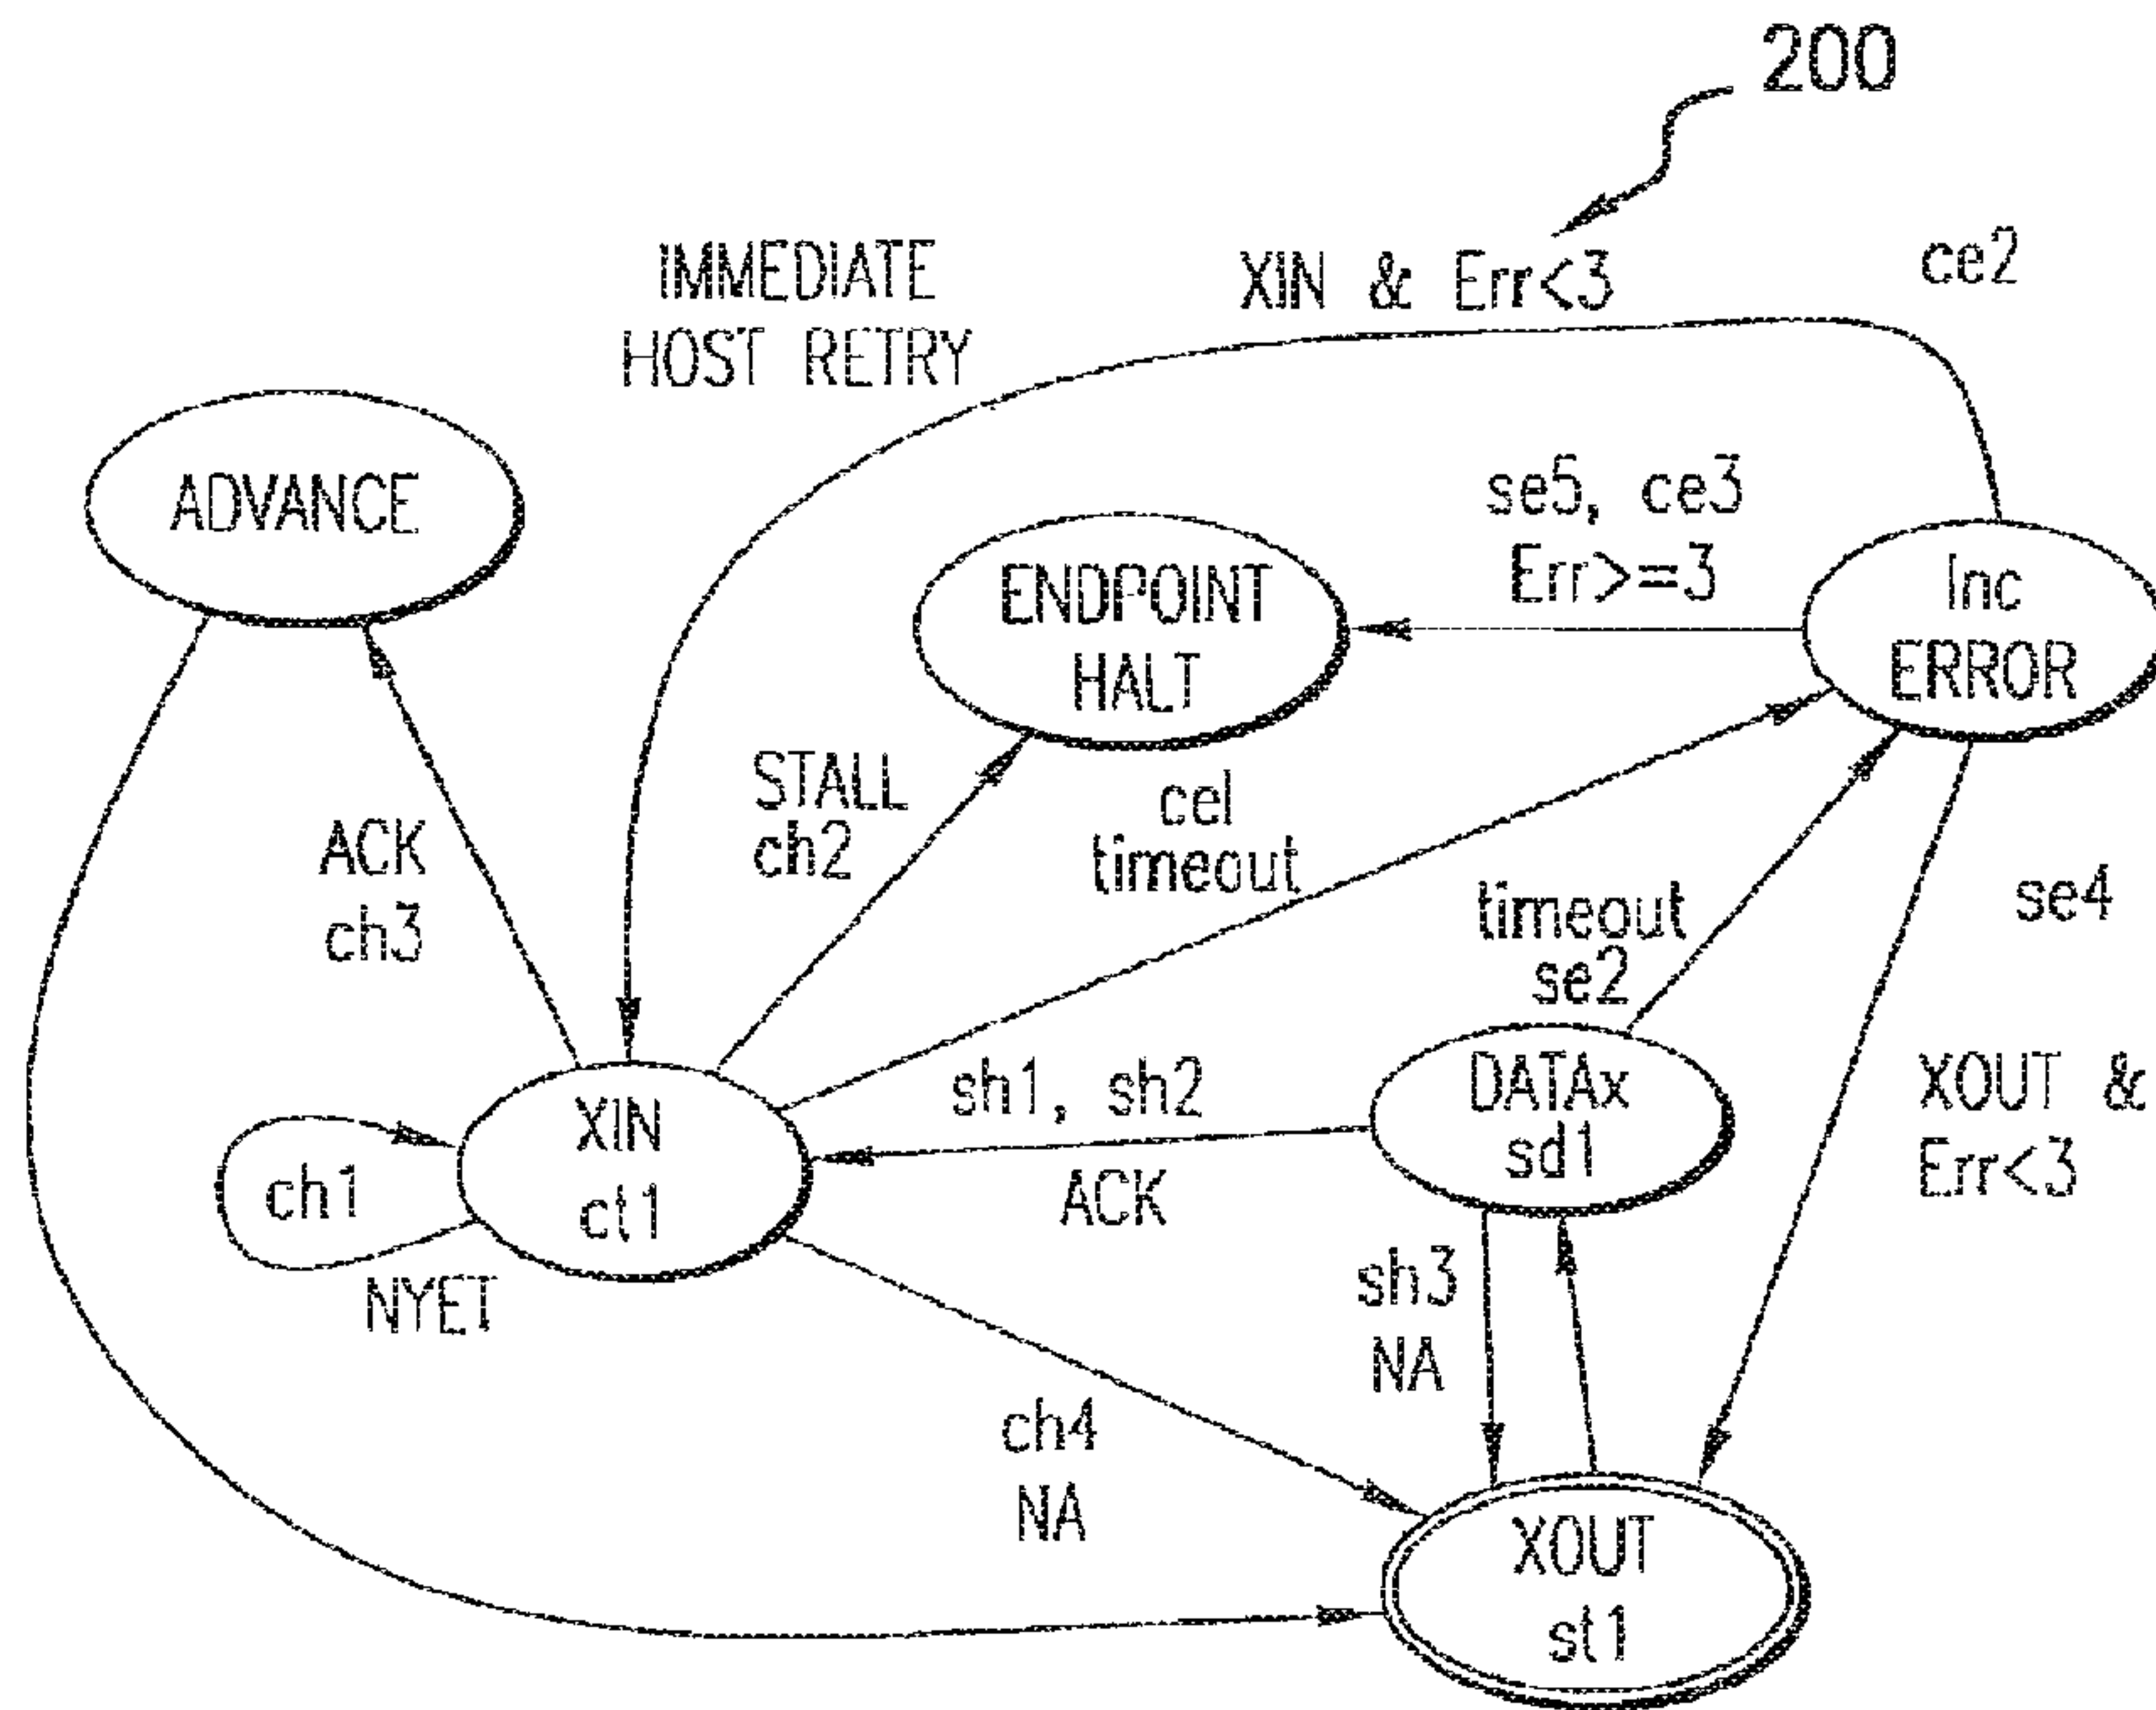 200
IMMEDIATE
HOST RETRY
XIN & Err<3
ce2
ADVANCE
ENDPOINT
HALT
se5, ce3
Err>=3
Inc
ERROR
STALL
ch2
cel
timeout
ACK
ch3
timeout
se2
se4
XIN
ct1
ch1
NYET
sh1, sh2
ACK
DATAx
sd1
XOUT &
Err<3
sh3
NA
ch4
NA
XOUT
st1